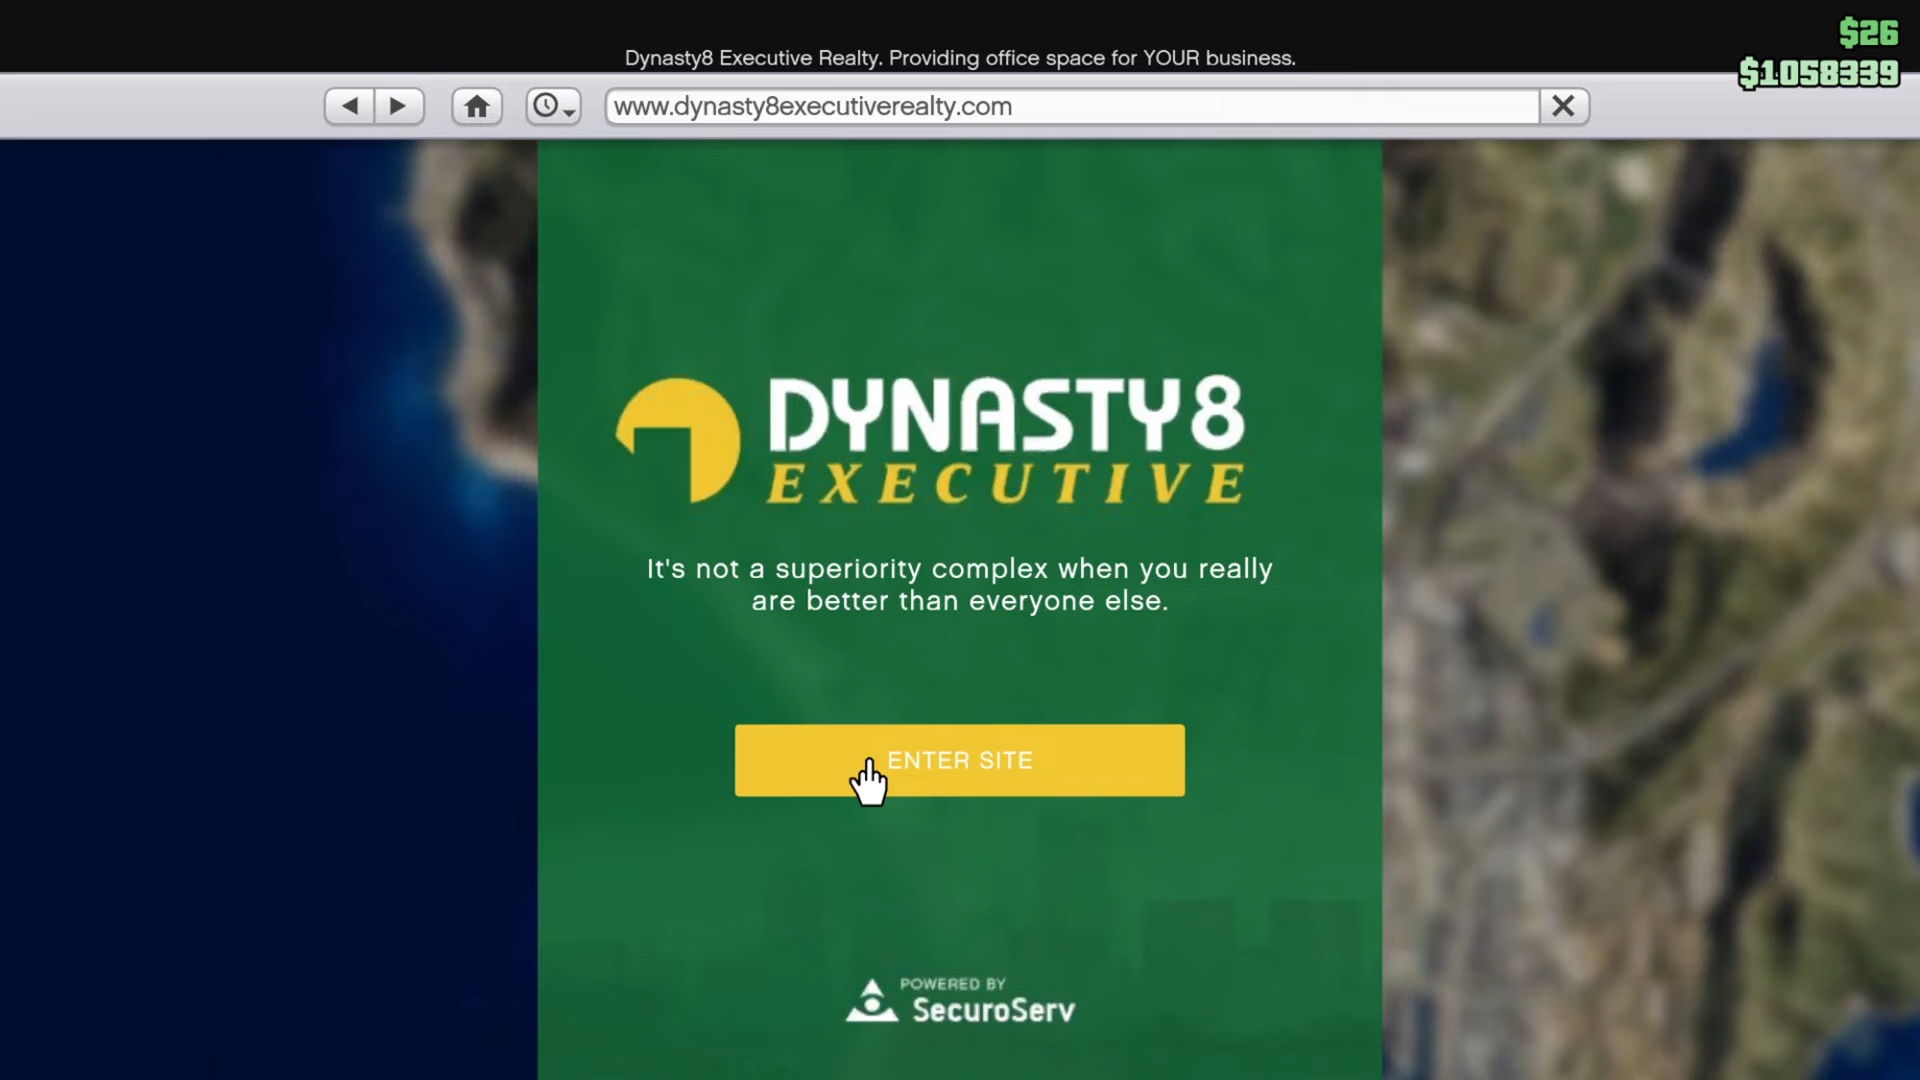 $26
Dynasty8 Executive Realty. Providing office space for YOUR business.
$1058339
www.dynasty8executiverealty.com
DYNASTY8
EXECUTIVE
It's not a superiority complex when you really
are better than everyone else.
ENTER SITE
POWERED BY
SecuroServ